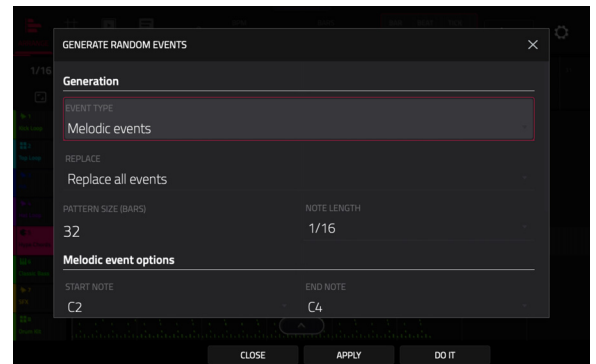 GENERATE RANDOM EVENTS
1/16
Generation
EVENT TYPE
Melodic events
REPLACE
Replace all events
PATTERN SIZE (BARS)
NOTE LENGTH
32
1/16
Melodic event options
START NOTE
END NOTE
C2
C4
CLOSE
APPLY
DO IT